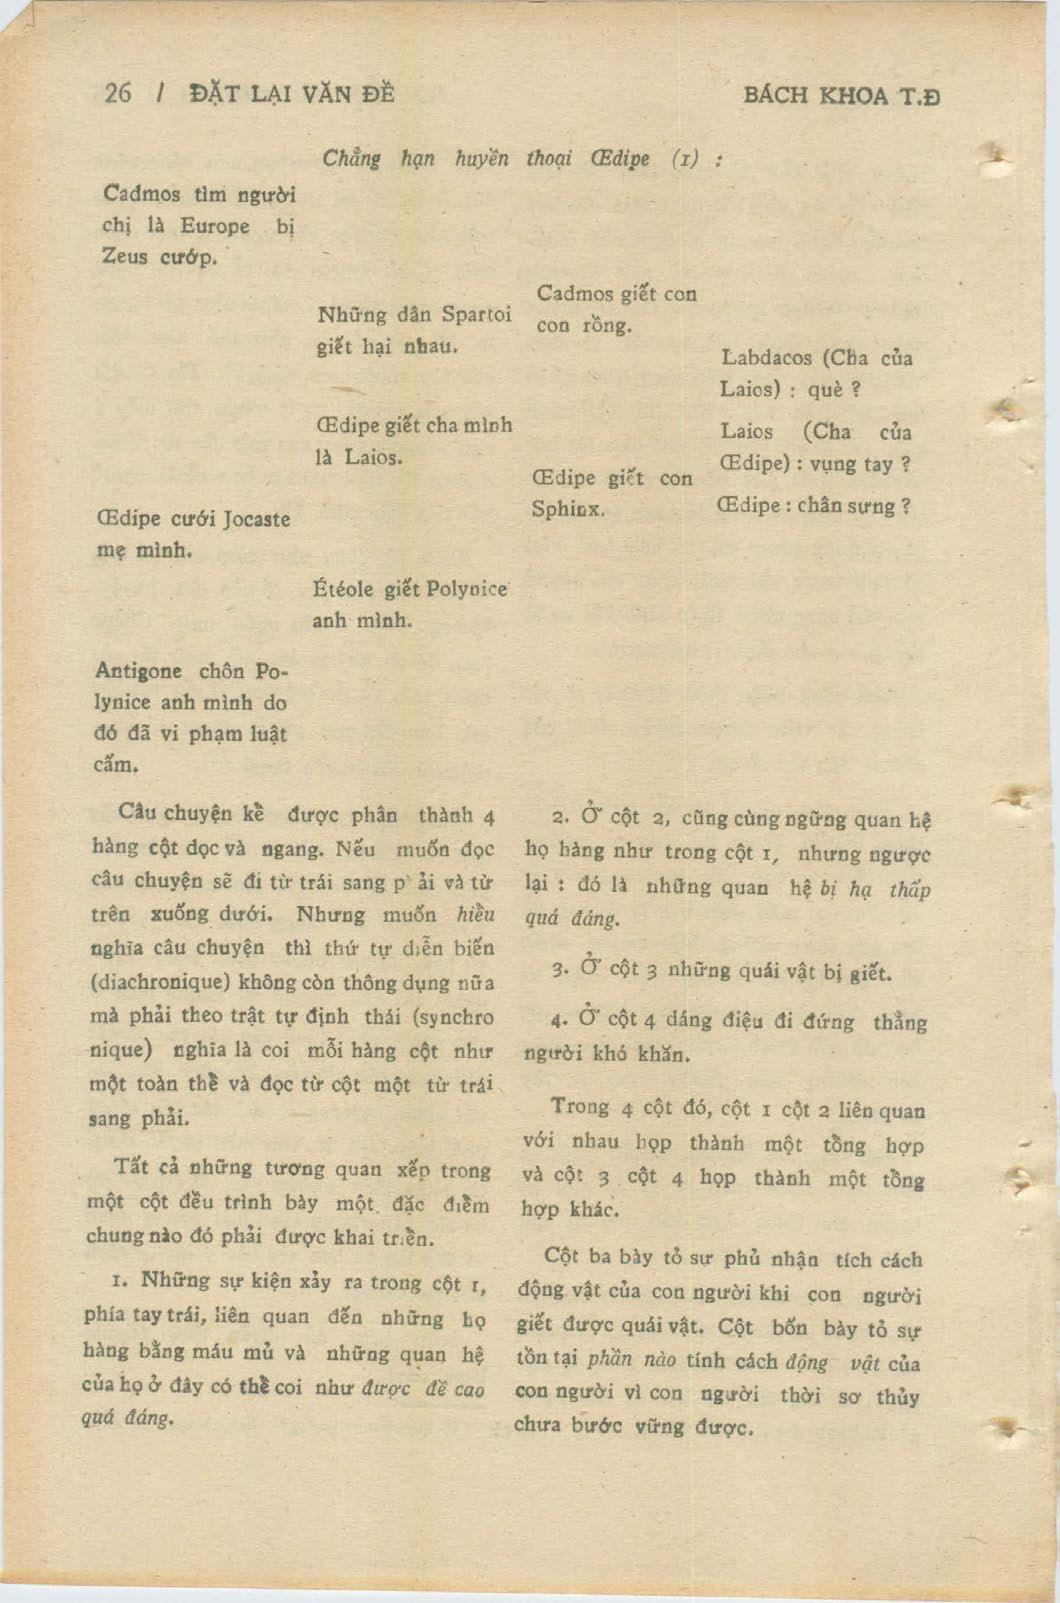 26 / ĐẶT LẠI VĂN ĐỀ
BÁCH KHOA T.Đ
Chẳng hạn huyền thoại Œdipe (1) :
Cadmos tìm người
chị là Europe bị
Zeus cướp.
Cadmos giết con
con rồng.
Những dân Spartoi
giết hại nhau.
Labdacos (Cha của
Laios) : què ?
Œdipe giết cha mình
là Laios.
Laios (Cha của
Œdipe) : vụng tay ?
Œdipe giết con
Sphinx.
Œdipe : chân sưng ?
Œdipe cưới Jocaste
mẹ mình.
Étéole giết Polynice
anh mình.
Antigone chôn Po-
lynice anh mình do
đó đã vi phạm luật
cấm.
Câu chuyện kể được phân thành 4
hàng cột dọc và ngang. Nếu muốn đọc
câu chuyện sẽ đi từ trái sang p ải và từ
trên xuống dưới. Nhưng muốn hiểu
nghĩa câu chuyện thì thứ tự diễn biến
(diachronique) không còn thông dụng nữa
mà phải theo trật tự định thái (synchro
nique) nghĩa là coi mỗi hàng cột như
một toàn thể và đọc từ cột một từ trái
sang phải.
Tất cả những tương quan xếp trong
một cột đều trình bày một đặc điểm
chung nào đó phải được khai triển.
1. Những sự kiện xảy ra trong cột 1,
phía tay trái, liên quan đến những họ
hàng bằng máu mủ và những quan hệ
của họ ở đây có thể coi như được đề cao
quá đáng.
2. Ở cột 2, cũng cùng ngững quan hệ
họ hàng như trong cột 1, nhưng ngược
lại : đó là những quan hệ bị hạ thấp
quá đáng.
3. Ở cột 3 những quái vật bị giết.
4. Ở cột 4 dáng điệu đi đứng thẳng
người khó khăn.
Trong 4 cột đó, cột 1 cột 2 liên quan
với nhau họp thành một tổng hợp
và cột 3 cột 4 họp thành một tổng
hợp khác.
Cột ba bày tỏ sự phủ nhận tích cách
động vật của con người khi con người
giết được quái vật. Cột bốn bày tỏ sự
tồn tại phần nào tính cách động vật của
con người vì con người thời sơ thủy
chưa bước vững được.